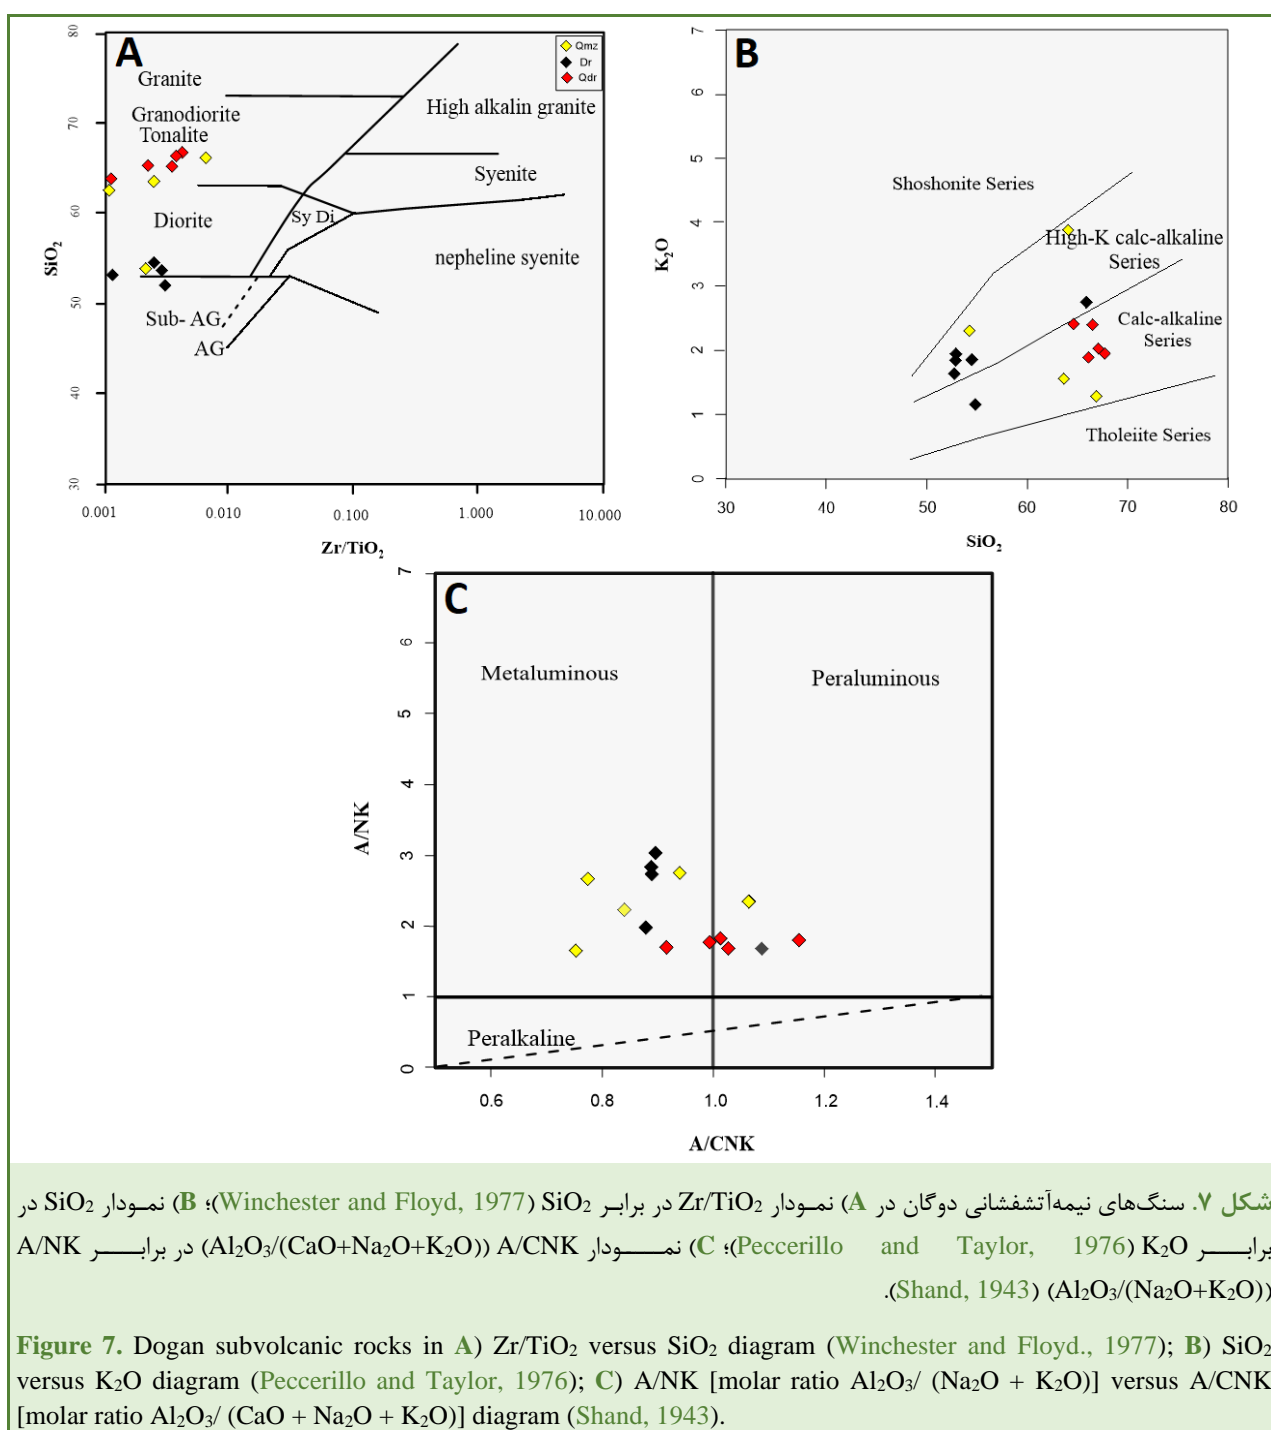 A
80
70
60
50
40
30
SiO2
Qmz
Dr
Qdr
Granite
Granodiorite
Tonalite
High alkalin granite
Syenite
Diorite
Sy Di
nepheline syenite
Sub- AG
AG
0.001
0.010
0.100
1.000
10.000
Zr/TiO2
B
7
6
5
4
3
2
1
0
K2O
Shoshonite Series
High-K calc-alkaline
Series
Calc-alkaline
Series
Tholeiite Series
30
40
50
60
70
80
SiO2
C
7
6
5
4
3
2
1
0
A/NK
Metaluminous
Peraluminous
Peralkaline
0.6
0.8
1.0
1.2
1.4
A/CNK
شکل ۷. سنگ‌های نیمه‌آتشفشانی دوگان در A) نمودار Zr/TiO2 در برابر SiO2 (Winchester and Floyd, 1977)؛ B) نمودار SiO2 در
برابر K2O (Peccerillo and Taylor, 1976)؛ C) نمودار A/CNK ((Al2O3/(CaO+Na2O+K2O)) در برابر A/NK
((Al2O3/(Na2O+K2O)) (Shand, 1943).
Figure 7. Dogan subvolcanic rocks in A) Zr/TiO2 versus SiO2 diagram (Winchester and Floyd., 1977); B) SiO2
versus K2O diagram (Peccerillo and Taylor, 1976); C) A/NK [molar ratio Al2O3/ (Na2O + K2O)] versus A/CNK
[molar ratio Al2O3/ (CaO + Na2O + K2O)] diagram (Shand, 1943).